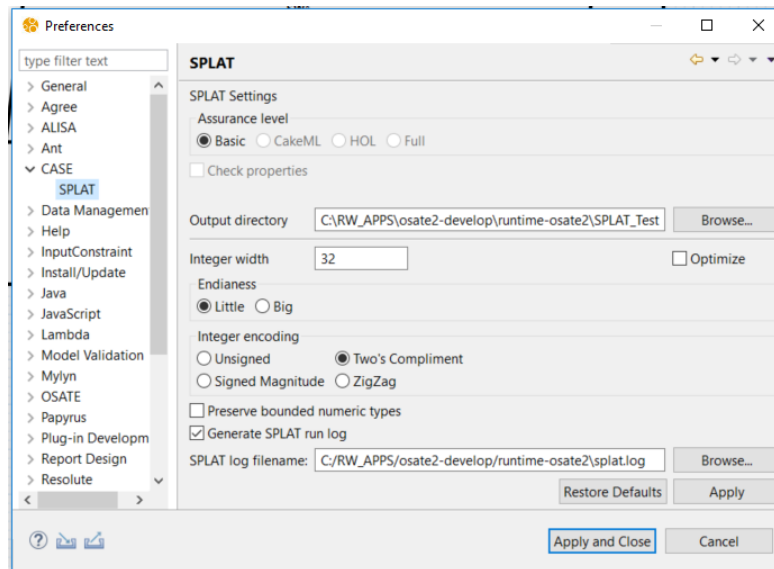 Preferences
type filter text
General
Agree
ALISA
Ant
CASE
SPLAT
Data Managemen
Help
InputConstraint
Install/Update
Java
JavaScript
Lambda
Model Validation
Mylyn
OSATE
Papyrus
Plug-in Developm
Report Design
Resolute
SPLAT
SPLAT Settings
Assurance level
Basic CakeML HOL Full
Check properties
Output directory C:\RW_APPS\osate2-develop\runtime-osate2\SPLAT_Test Browse...
Integer width 32 Optimize
Endianess
Little Big
Integer encoding
Unsigned Two's Compliment
Signed Magnitude ZigZag
Preserve bounded numeric types
Generate SPLAT run log
SPLAT log filename: C:/RW_APPS/osate2-develop/runtime-osate2\splat.log Browse...
Restore Defaults Apply
? Apply and Close Cancel